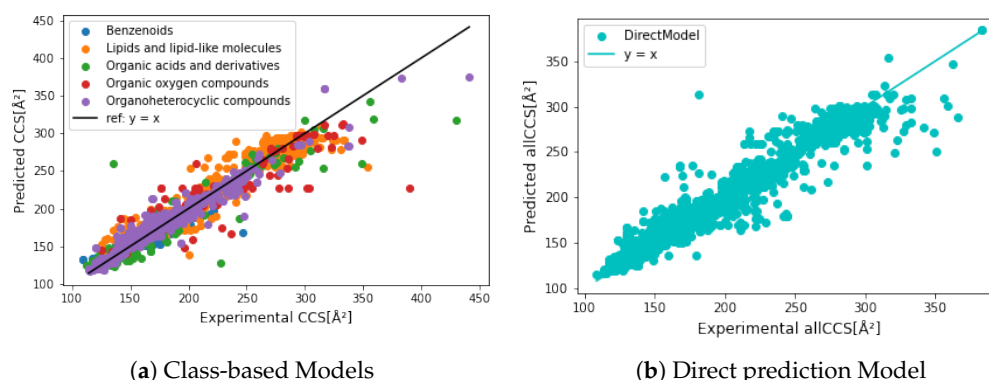 450
400
350
300
250
200
150
100
Predicted CCS[Å²]
Benzenoids
Lipids and lipid-like molecules
Organic acids and derivatives
Organic oxygen compounds
Organoheterocyclic compounds
ref: y = x
100 150 200 250 300 350 400 450
Experimental CCS[Å²]
(a) Class-based Models
400
350
300
250
200
150
100
Predicted allCCS[Å²]
DirectModel
y = x
100 150 200 250 300 350
Experimental allCCS[Å²]
(b) Direct prediction Model